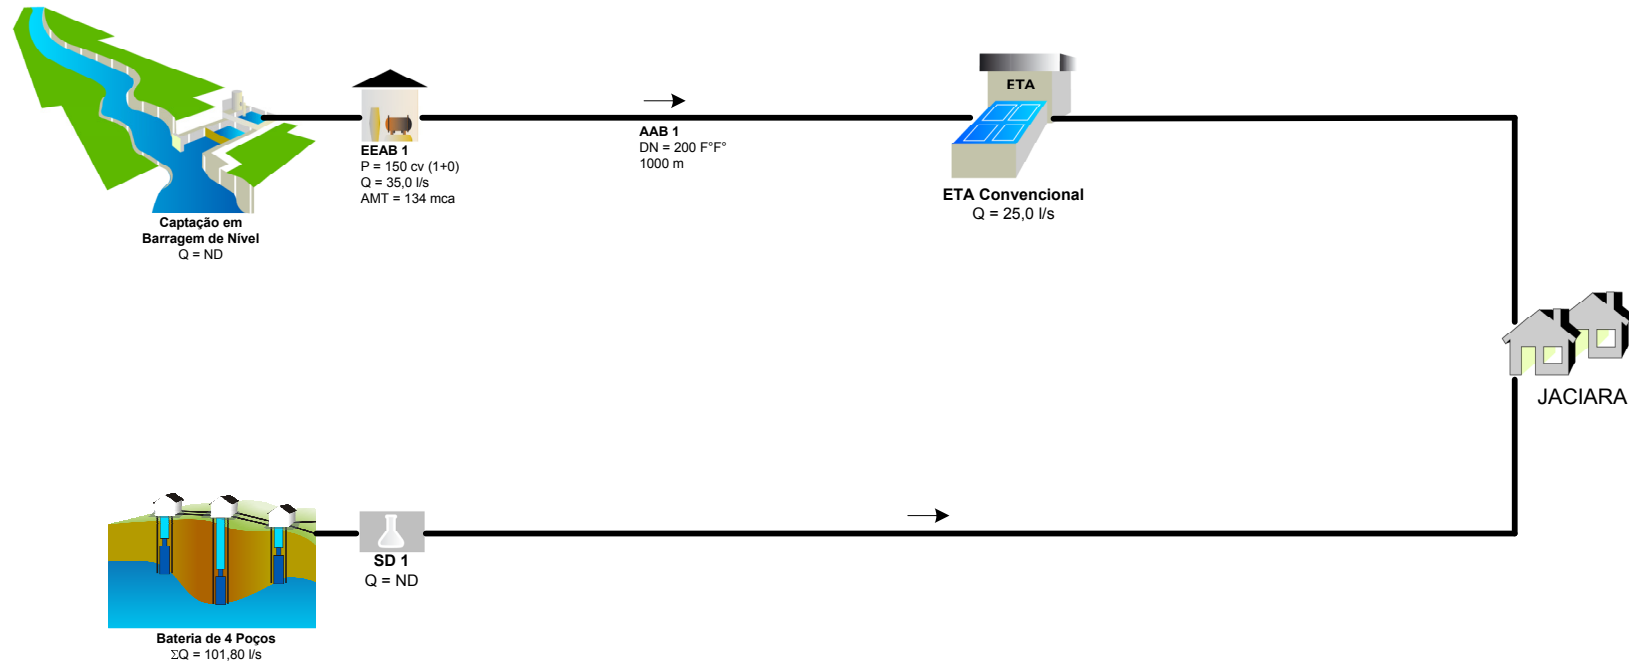 ETA
EEAB 1
P = 150 cv (1+0)
Q = 35,0 l/s
AMT = 134 mca
AAB 1
DN = 200 F°F°
1000 m
ETA Convencional
Q = 25,0 l/s
Captação em
Barragem de Nível
Q = ND
JACIARA
SD 1
Q = ND
Bateria de 4 Poços
ΣQ = 101,80 l/s